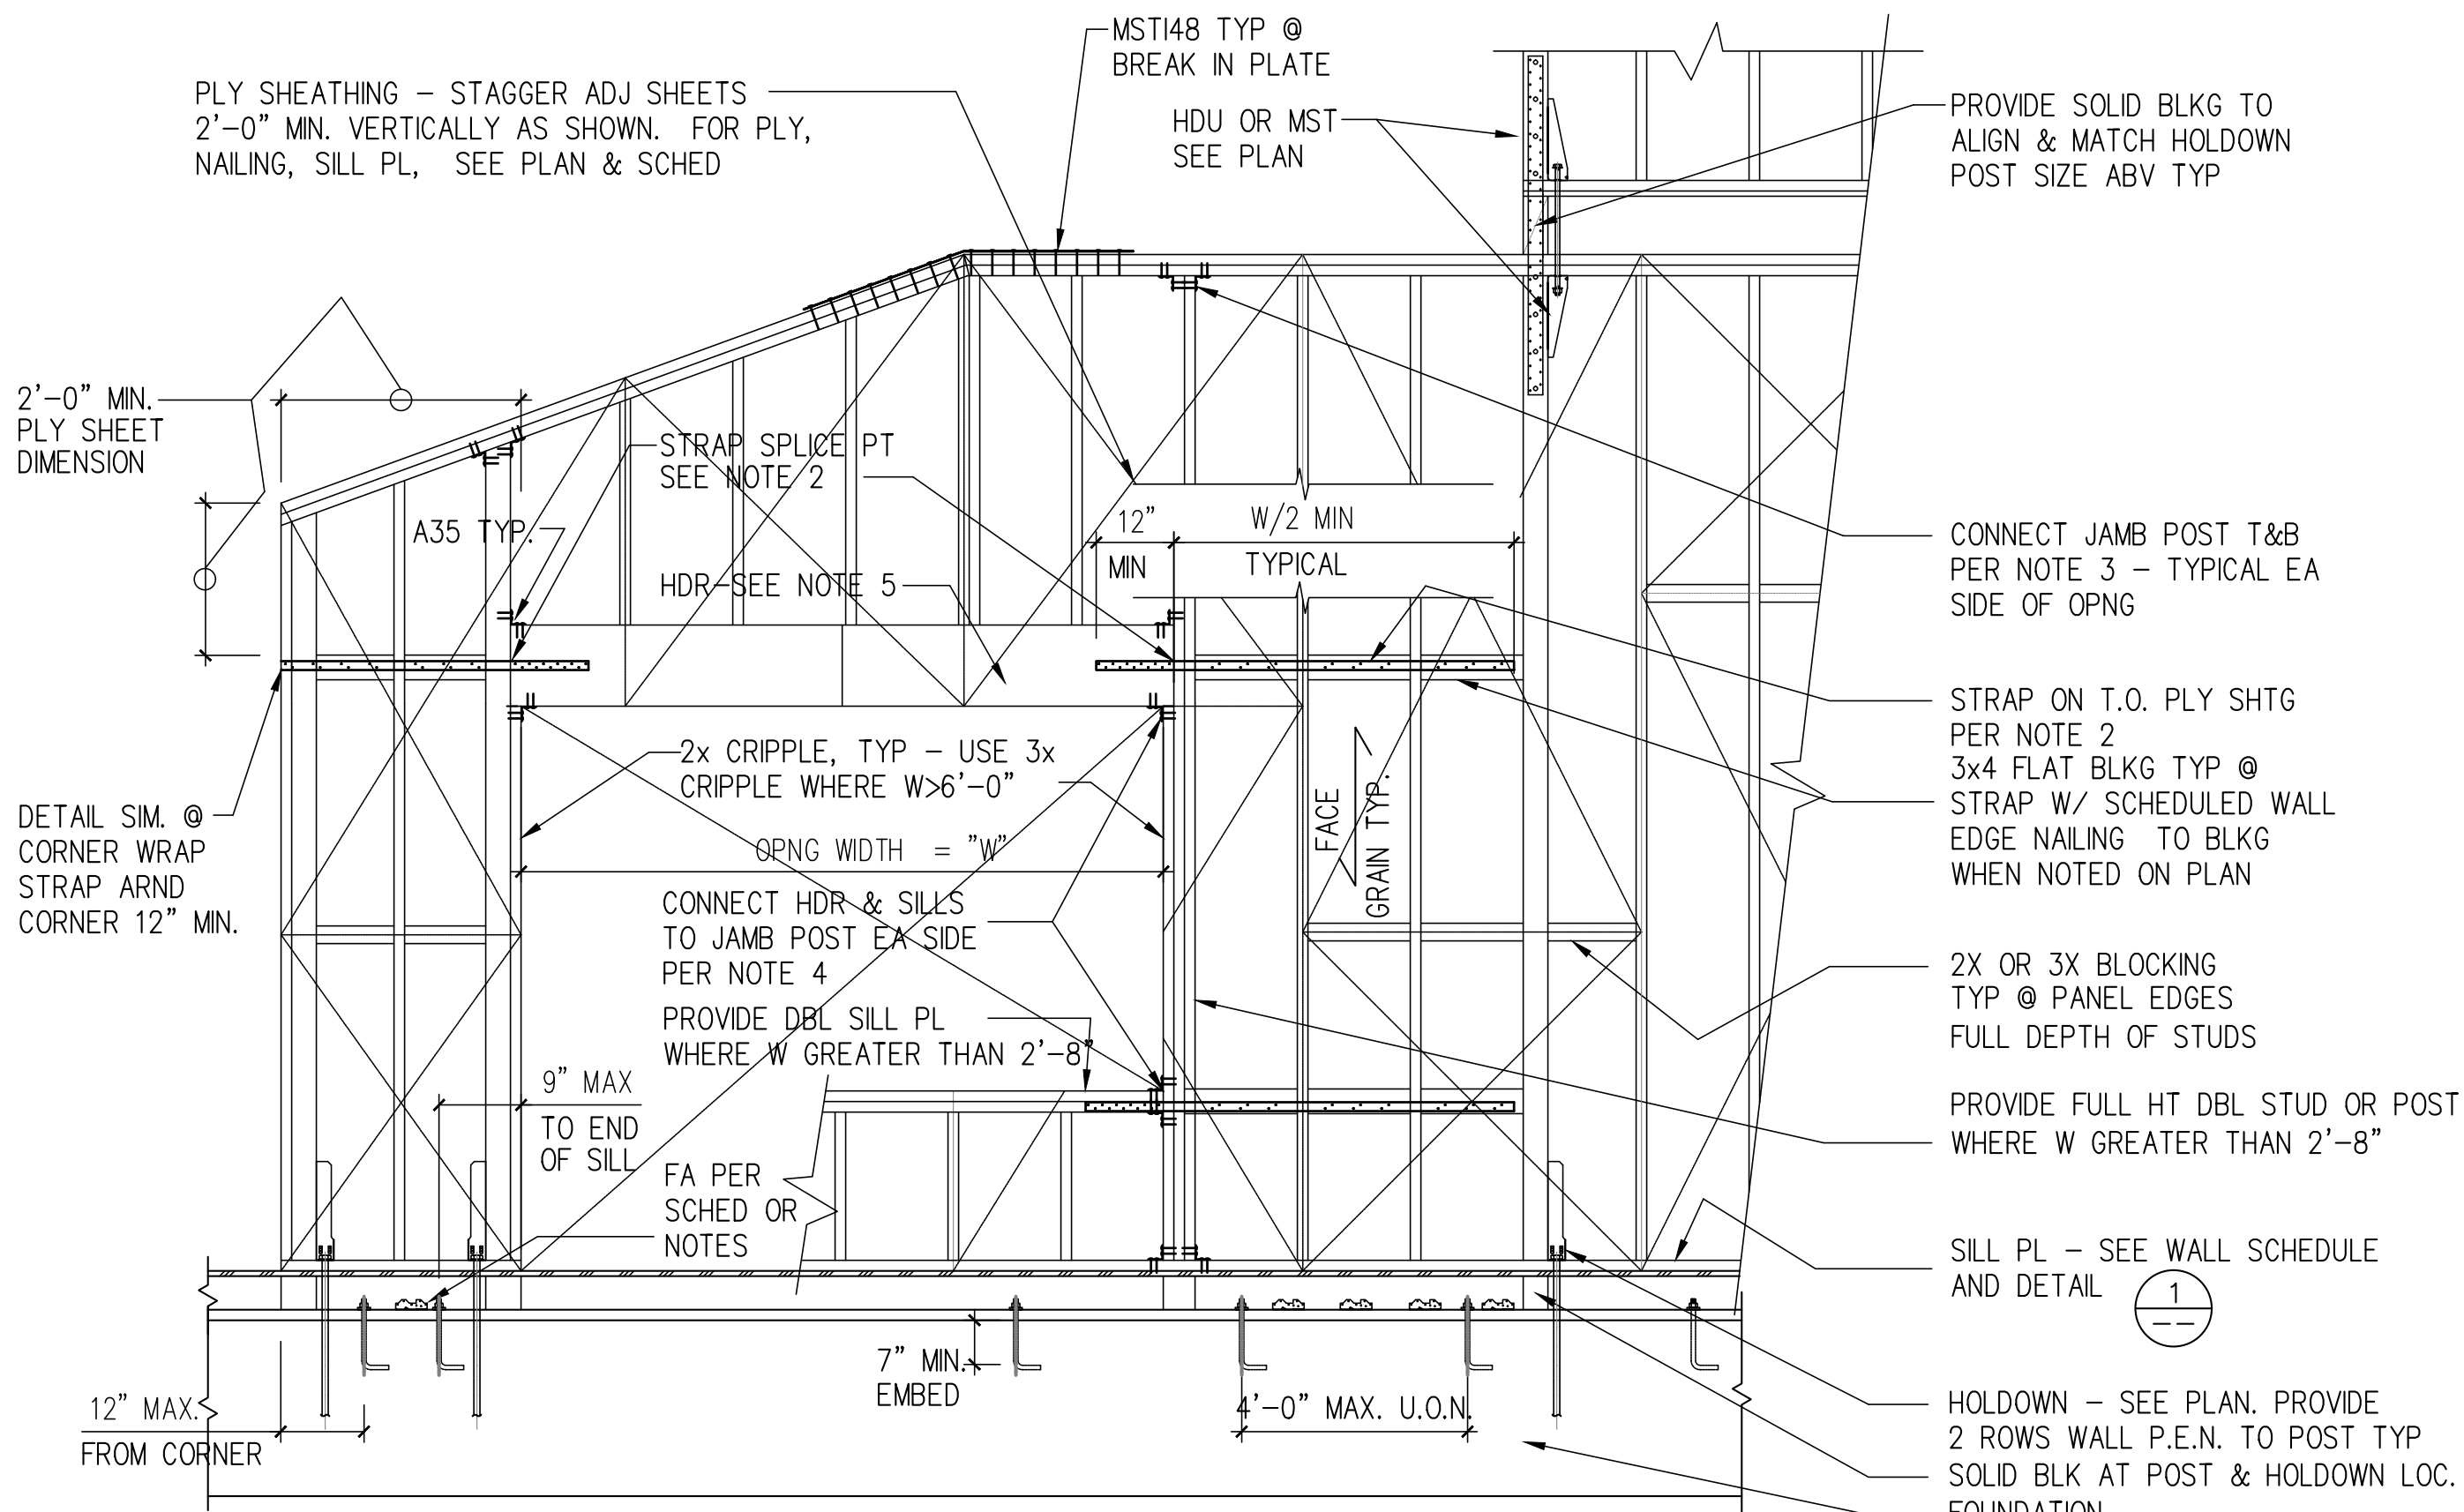 MSTI48 TYP @
BREAK IN PLATE
PLY SHEATHING – STAGGER ADJ SHEETS
2'-0" MIN. VERTICALLY AS SHOWN. FOR PLY,
NAILING, SILL PL, SEE PLAN & SCHED
HDU OR MST
SEE PLAN
PROVIDE SOLID BLKG TO
ALIGN & MATCH HOLDOWN
POST SIZE ABV TYP
2'-0" MIN.
PLY SHEET
DIMENSION
STRAP SPLICE PT
SEE NOTE 2
A35 TYP.
12"
MIN
W/2 MIN
TYPICAL
HDR-SEE NOTE 5
CONNECT JAMB POST T&B
PER NOTE 3 – TYPICAL EA
SIDE OF OPNG
STRAP ON T.O. PLY SHTG
PER NOTE 2
3x4 FLAT BLKG TYP @
STRAP W/ SCHEDULED WALL
EDGE NAILING TO BLKG
WHEN NOTED ON PLAN
2x CRIPPLE, TYP – USE 3x
CRIPPLE WHERE W>6'-0"
FACE
GRAIN TYP.
DETAIL SIM. @
CORNER WRAP
STRAP ARND
CORNER 12" MIN.
OPNG WIDTH = "W"
CONNECT HDR & SILLS
TO JAMB POST EA SIDE
PER NOTE 4
2X OR 3X BLOCKING
TYP @ PANEL EDGES
FULL DEPTH OF STUDS
PROVIDE DBL SILL PL
WHERE W GREATER THAN 2'-8"
9" MAX
TO END
OF SILL
PROVIDE FULL HT DBL STUD OR POST
WHERE W GREATER THAN 2'-8"
FA PER
SCHED OR
NOTES
SILL PL – SEE WALL SCHEDULE
AND DETAIL
1
--
7" MIN.
EMBED
4'-0" MAX. U.O.N.
12" MAX.
FROM CORNER
HOLDOWN – SEE PLAN. PROVIDE
2 ROWS WALL P.E.N. TO POST TYP
SOLID BLK AT POST & HOLDOWN LOC.
FOUNDATION